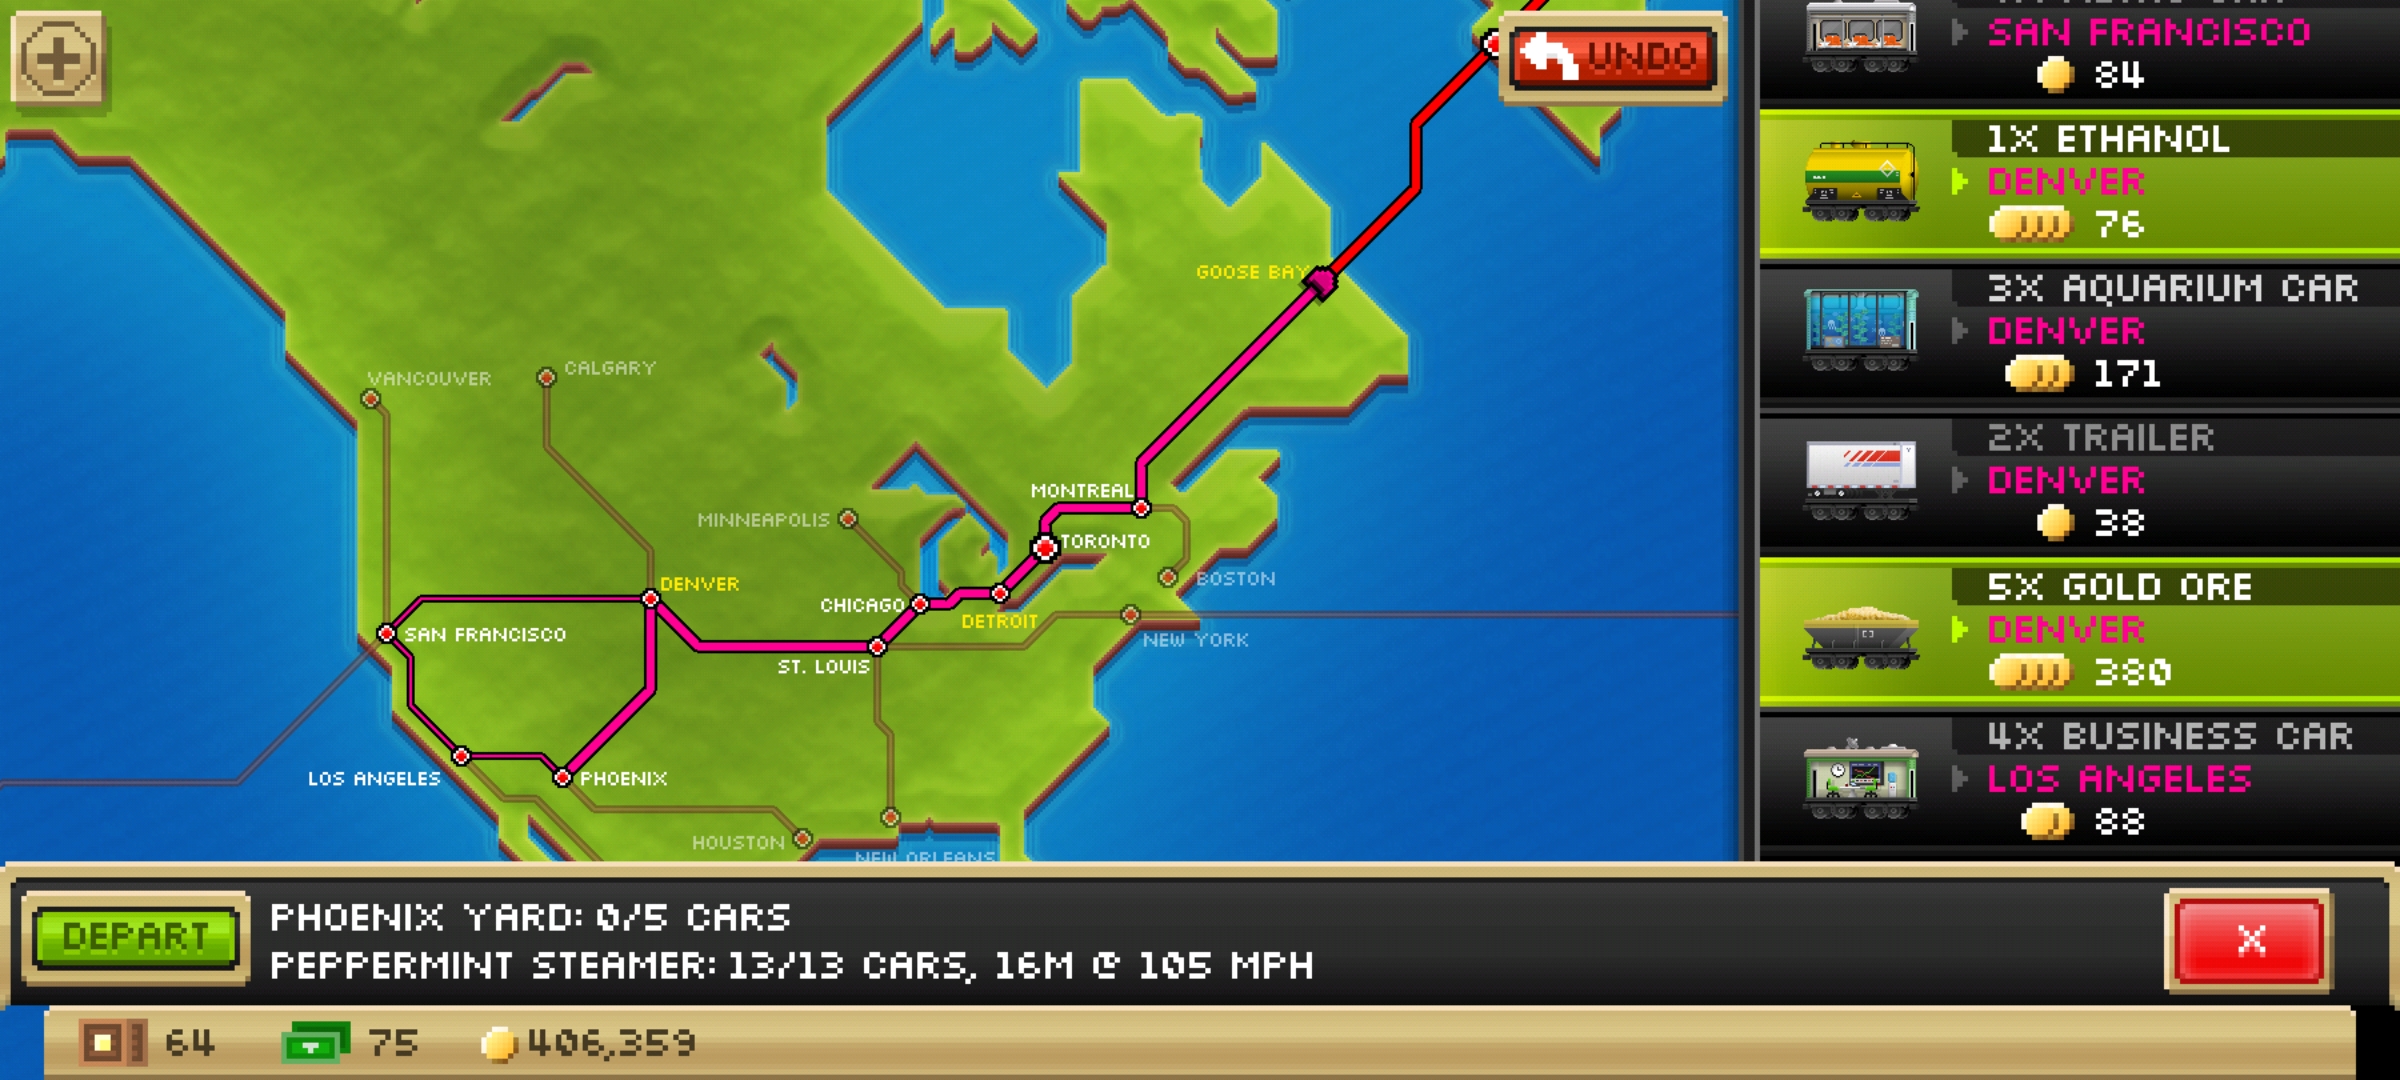 UNDO
SAN FRANCISCO
84
1X ETHANOL
DENVER
76
3X AQUARIUM CAR
DENVER
171
2X TRAILER
DENVER
38
5X GOLD ORE
DENVER
380
4X BUSINESS CAR
LOS ANGELES
88
GOOSE BAY
VANCOUVER
CALGARY
MONTREAL
MINNEAPOLIS
TORONTO
BOSTON
DENVER
CHICAGO
DETROIT
SAN FRANCISCO
NEW YORK
ST. LOUIS
LOS ANGELES
PHOENIX
HOUSTON
NEW ORLEANS
DEPART
PHOENIX YARD: 0/5 CARS
PEPPERMINT STEAMER: 13/13 CARS, 16M @ 105 MPH
X
64
75
406,359